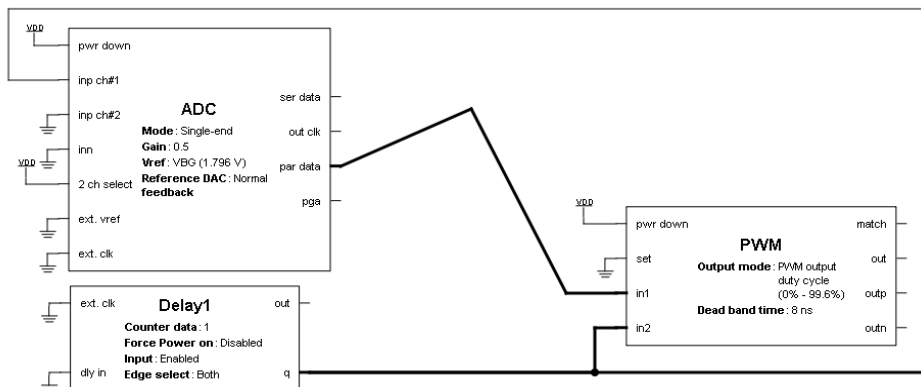 VDD
pwr down
inp ch#1
ser data
ADC
inp ch#2
Mode : Single-end
out clk
inn
Gain : 0.5
Vref : VBG (1.796 V)
par data
VDD
2 ch select
Reference DAC : Normal
feedback
pga
ext. vref
ext. clk
VDD
pwr down
match
PWM
set
Output mode : PWM output
out
duty cycle
in1
(0% - 99.6%)
outp
Dead band time : 8 ns
in2
outn
ext. clk
Delay1
out
Counter data : 1
Force Power on : Disabled
Input : Enabled
dly in
Edge select : Both
q